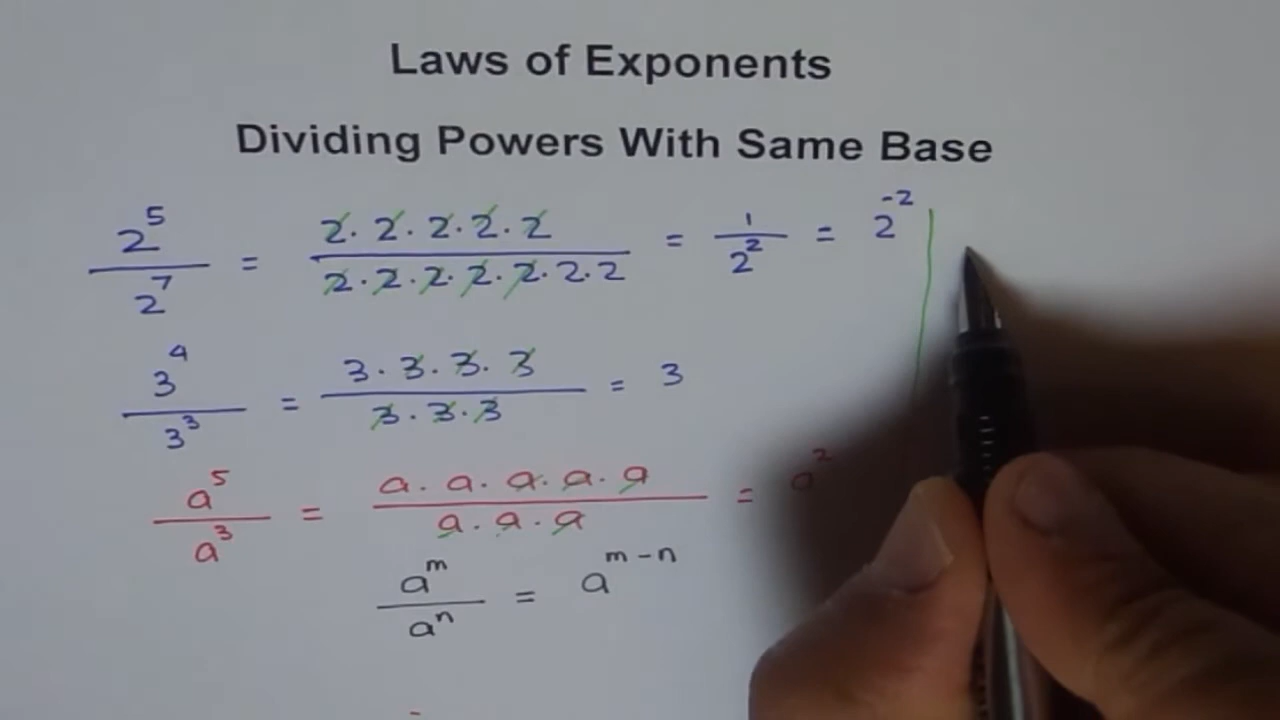 Laws of Exponents
Dividing Powers With Same Base
2^5 / 2^7 = 2 · 2 · 2 · 2 · 2 / 2 · 2 · 2 · 2 · 2 · 2 · 2 = 1 / 2^2 = 2^-2
3^4 / 3^3 = 3 · 3 · 3 · 3 / 3 · 3 · 3 = 3
a^5 / a^3 = a · a · a · a · a / a · a · a = a^2
a^m / a^n = a^m-n